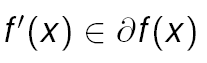 f′(x) ∈ ∂f(x)